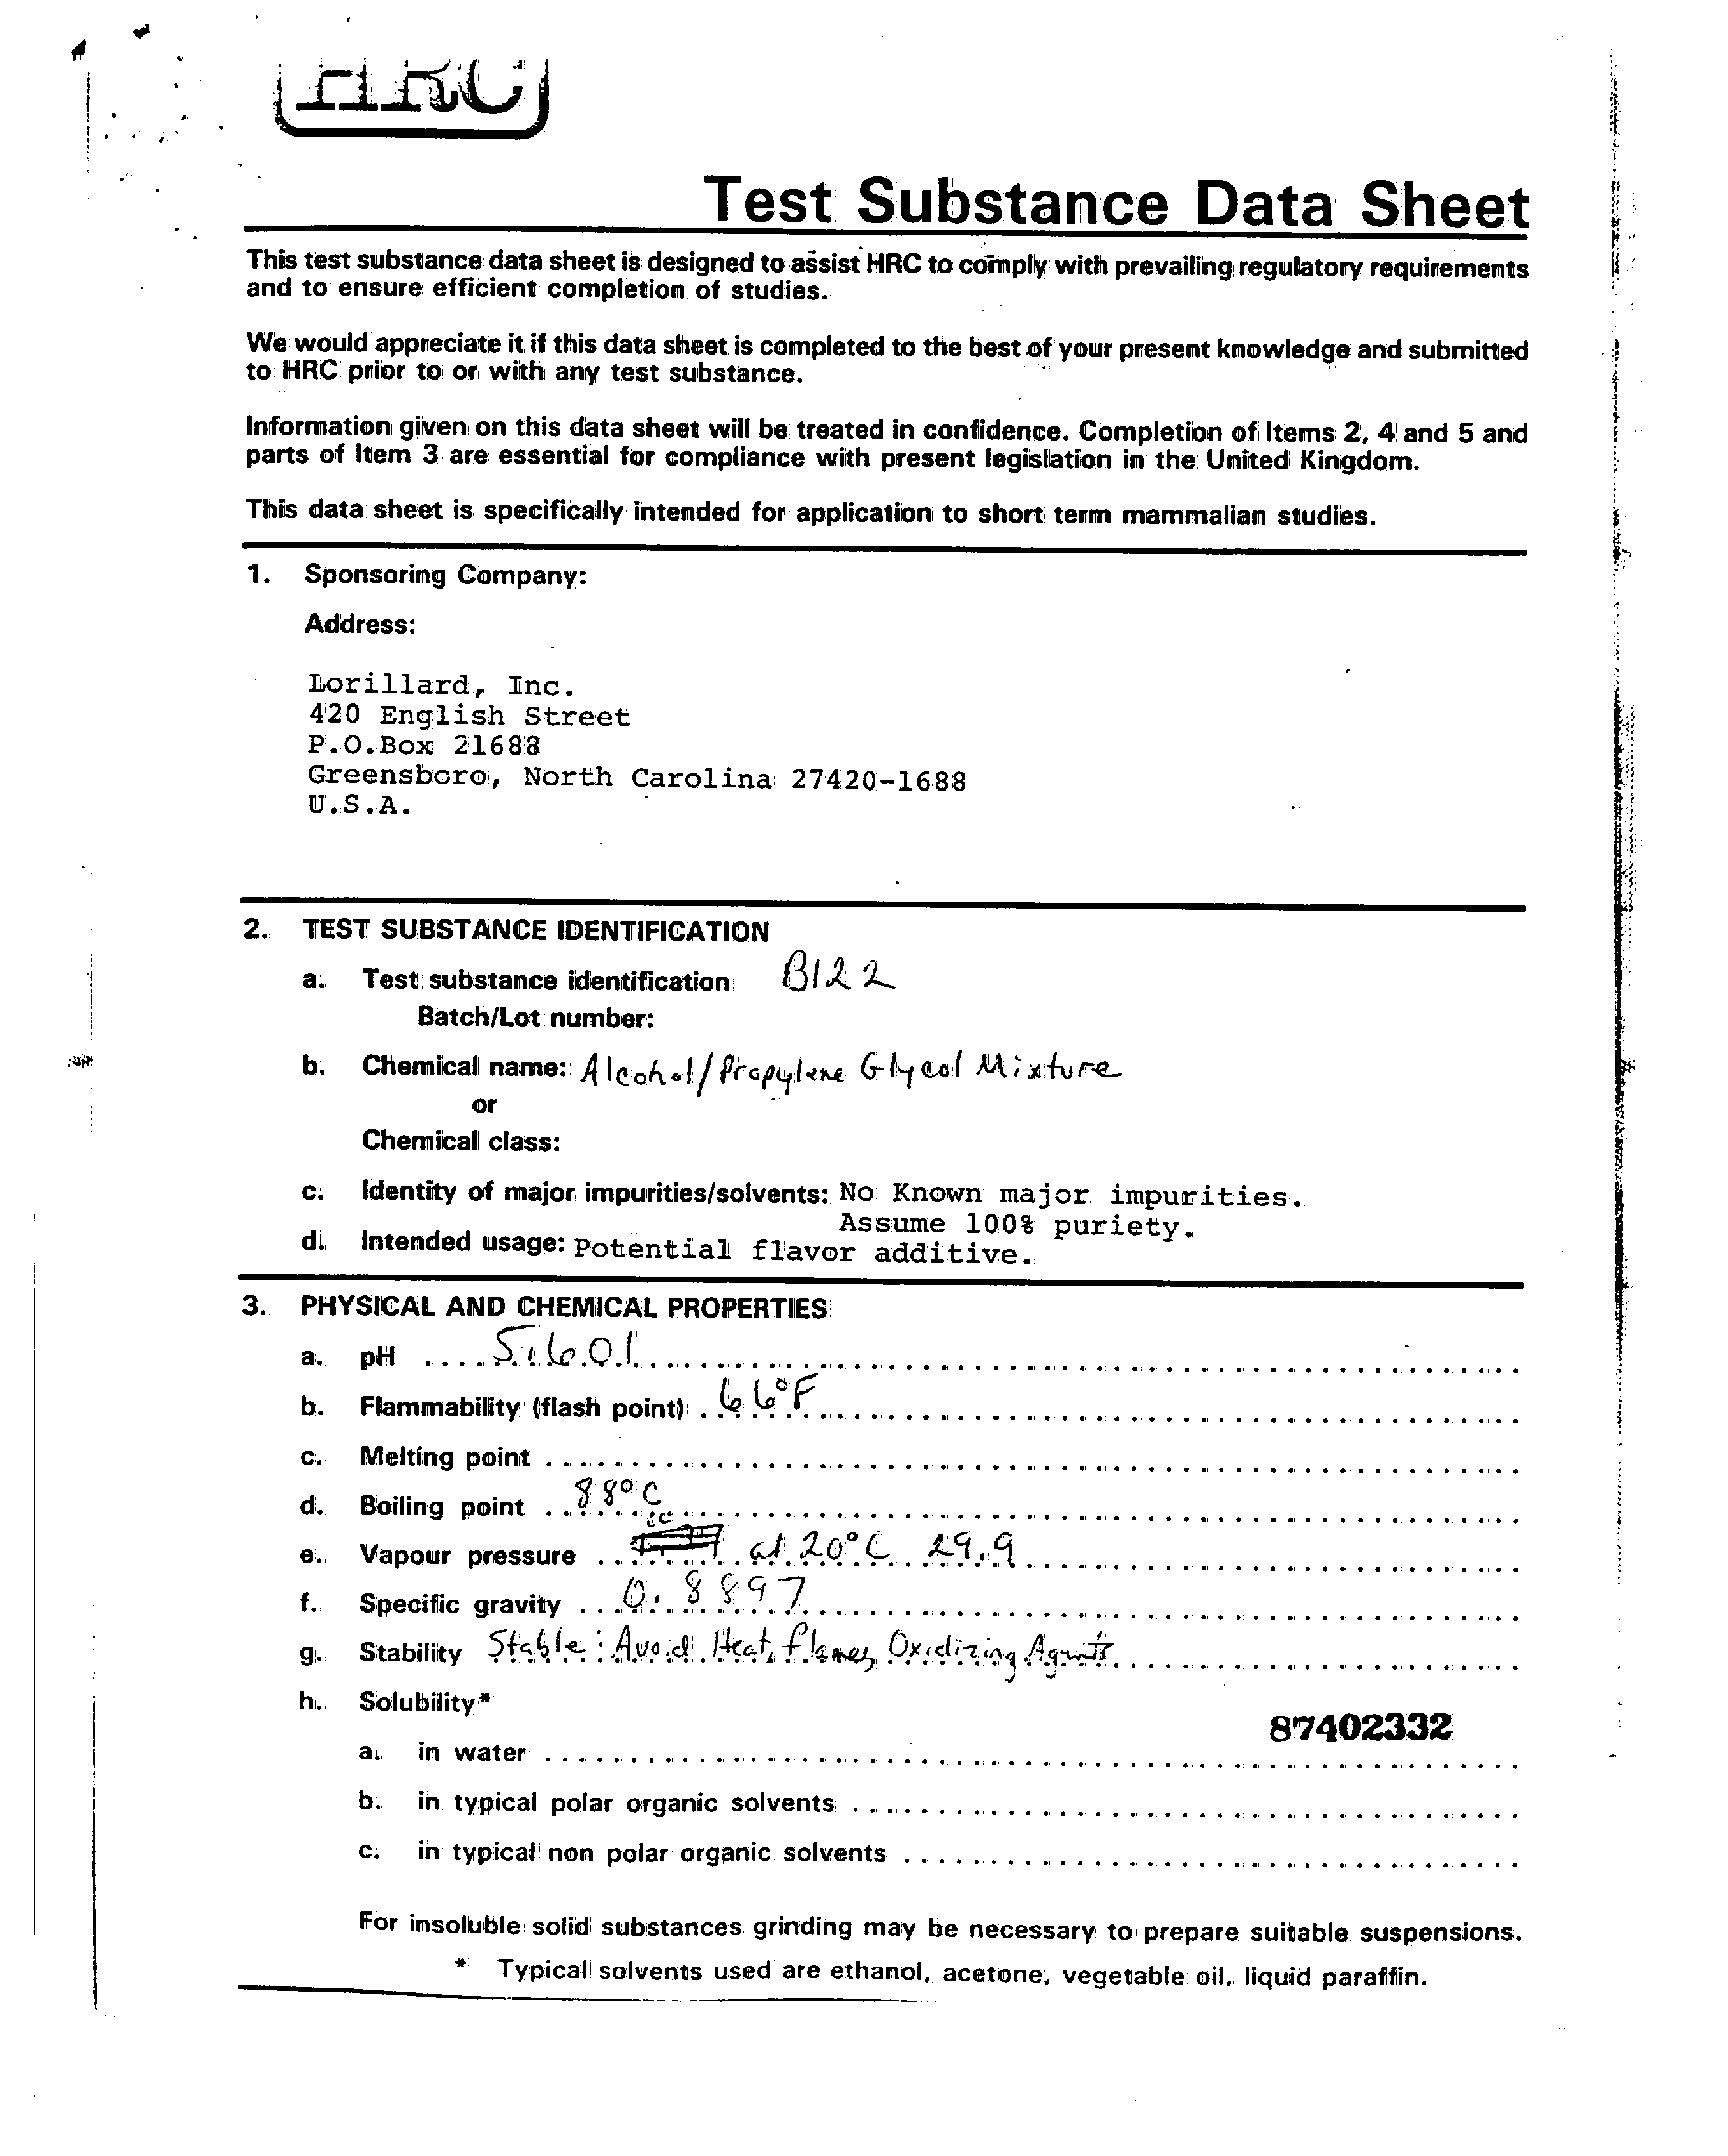 HRC
Test Substance Data Sheet
This test substance data sheet is designed to assist HRC to comply with prevailing regulatory requirements
and to ensure efficient completion of studies.
We would appreciate it if this data sheet is completed to the best of your present knowledge and submitted
to HRC prior to or with any test substance.
Information given on this data sheet will be treated in confidence. Completion of Items 2, 4 and 5 and
parts of Item 3 are essential for compliance with present legislation in the United Kingdom.
This data sheet is specifically intended for application to short term mammalian studies.
1. Sponsoring Company:
Address:
Lorillard, Inc.
420 English Street
P.O.Box 21688
Greensboro, North Carolina 27420-1688
U.S.A.
2. TEST SUBSTANCE IDENTIFICATION
a. Test substance identification B122
Batch/Lot number:
b. Chemical name: Alcohol/Propylene Glycol Mixture
or
Chemical class:
c. Identity of major impurities/solvents: No Known major impurities.
Assume 100% puriety.
d. Intended usage: Potential flavor additive.
3. PHYSICAL AND CHEMICAL PROPERTIES
a. pH .... 5.601
b. Flammability (flash point) . 66°F
c. Melting point
d. Boiling point .. 88°C
e. Vapour pressure .. at 20°C 29.9
f. Specific gravity ... 0.8897
g. Stability Stable: Avoid Heat, flames, Oxidizing Agents
h. Solubility*
87402332
a. in water
b. in typical polar organic solvents
c. in typical non polar organic solvents
For insoluble solid substances grinding may be necessary to prepare suitable suspensions.
* Typical solvents used are ethanol, acetone, vegetable oil, liquid paraffin.